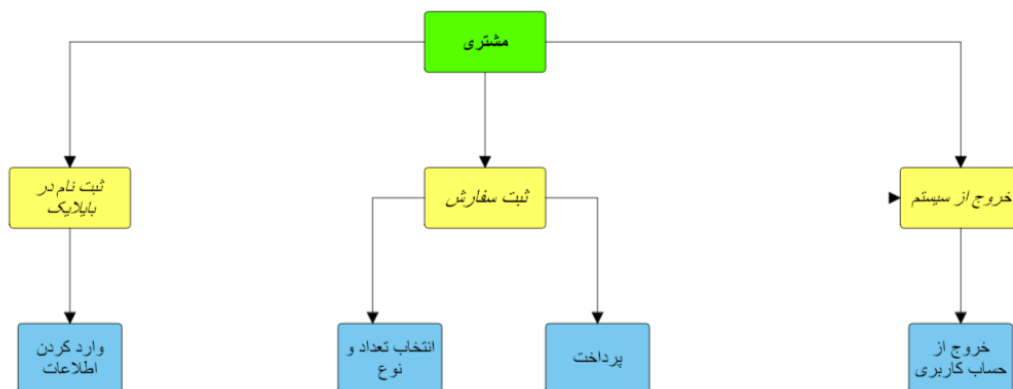 مشتری
ثبت نام در
بایلایک
ثبت سفارش
خروج از سیستم
وارد کردن
اطلاعات
انتخاب تعداد و
نوع
پرداخت
خروج از
حساب کاربری